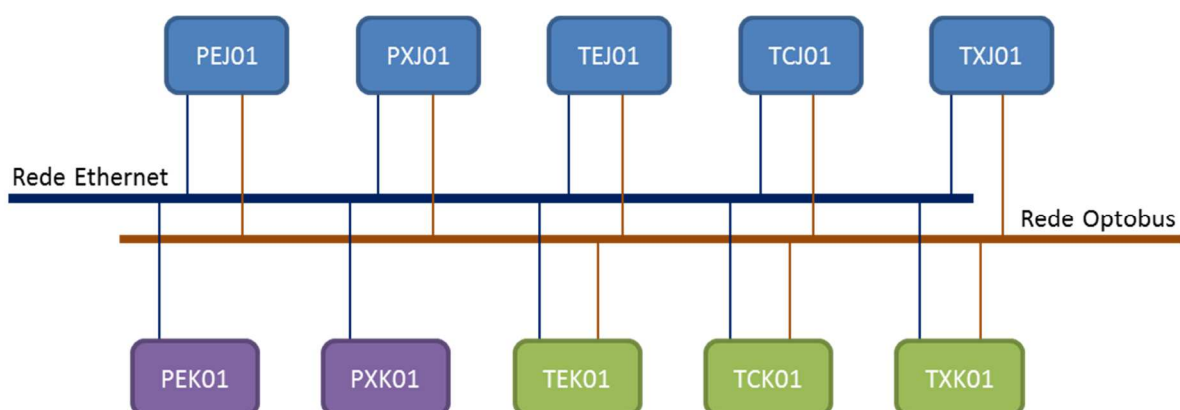 PEJ01
PXJ01
TEJ01
TCJ01
TXJ01
Rede Ethernet
Rede Optobus
PEK01
PXK01
TEK01
TCK01
TXK01